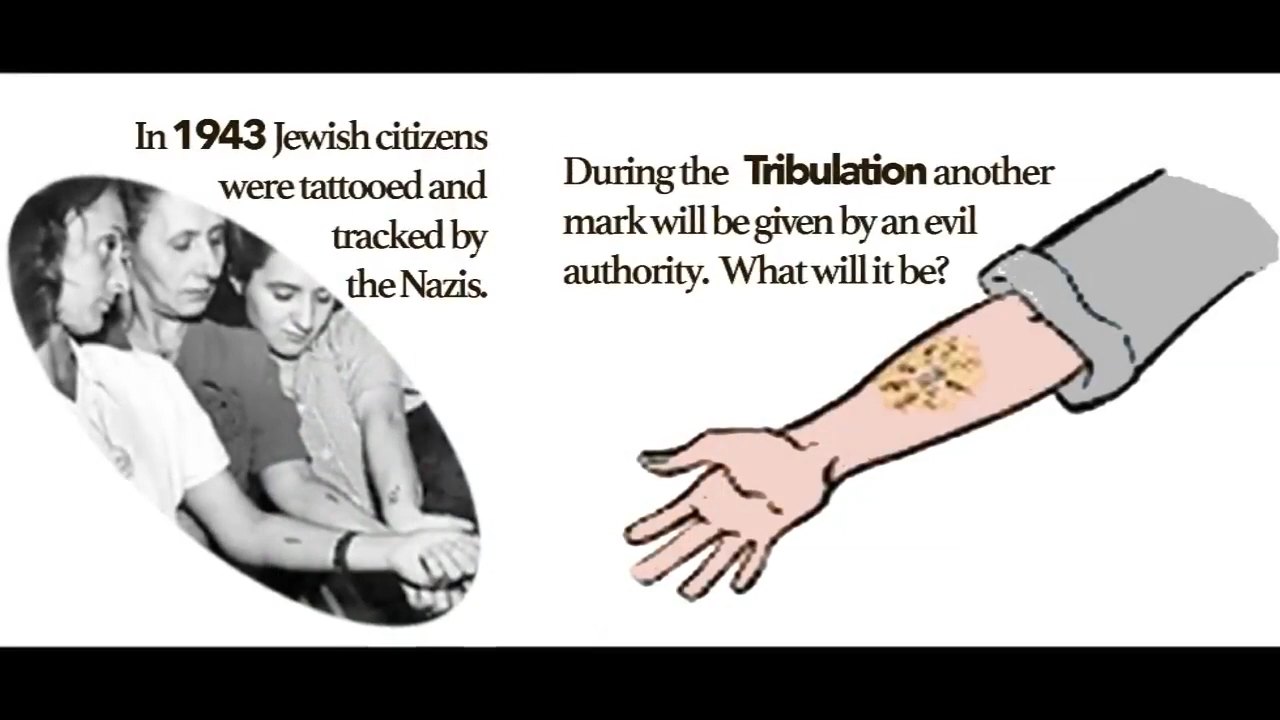 In 1943 Jewish citizens
were tattooed and
tracked by
the Nazis.
During the Tribulation another
mark will be given by an evil
authority. What will it be?